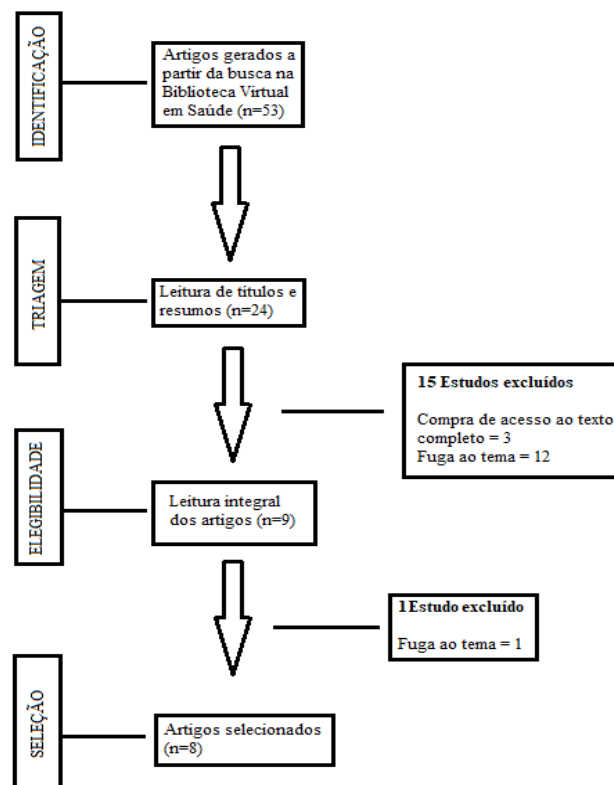 IDENTIFICAÇÃO
Artigos gerados a
partir da busca na
Biblioteca Virtual
em Saúde (n=53)
TRIAGEM
Leitura de títulos e
resumos (n=24)
15 Estudos excluídos
Compra de acesso ao texto
completo = 3
Fuga ao tema = 12
ELEGIBILIDADE
Leitura integral
dos artigos (n=9)
1Estudo excluído
Fuga ao tema = 1
SELEÇÃO
Artigos selecionados
(n=8)